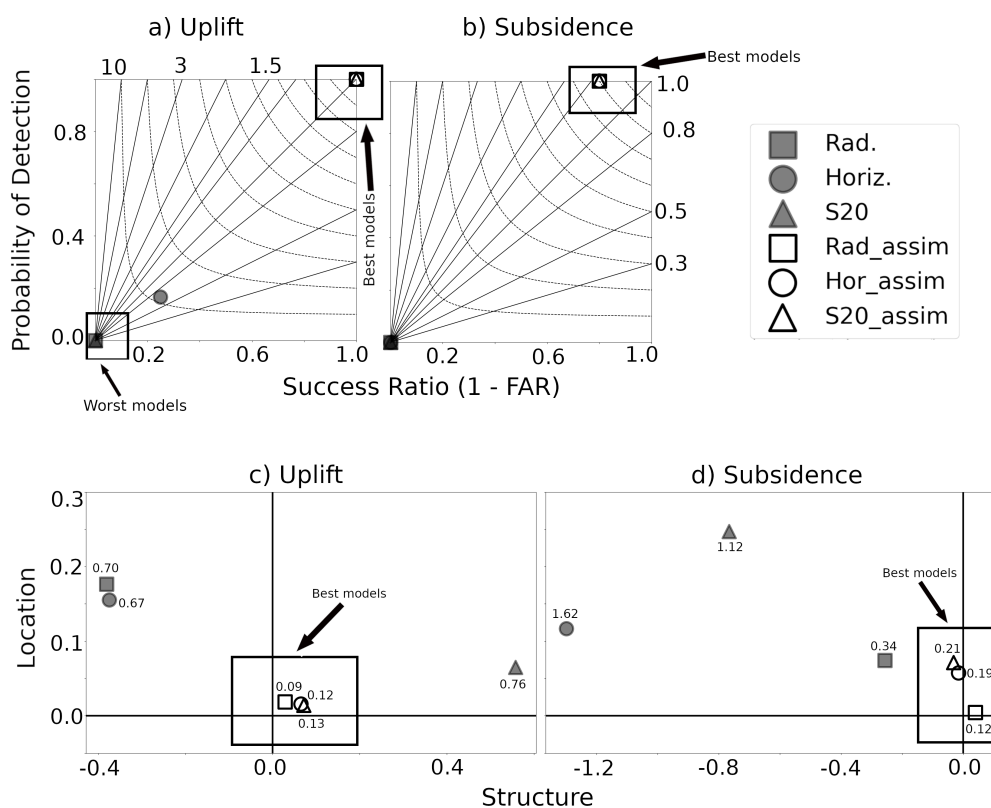 a) Uplift
b) Subsidence
10 3 1.5
Best models
Probability of Detection
0.8
0.4
0.0
Best models
1.0
0.8
0.5
0.3
0.2 0.6 1.0
0.2 0.6 1.0
Success Ratio (1 - FAR)
Worst models
Rad.
Horiz.
S20
Rad_assim
Hor_assim
S20_assim
c) Uplift
d) Subsidence
Location
0.3
0.2
0.1
0.0
0.70
0.67
Best models
0.09
0.12
0.13
0.76
-0.4 0.0 0.4
1.12
1.62
0.34
Best models
0.21
0.19
0.12
-1.2 -0.8 -0.4 0.0
Structure